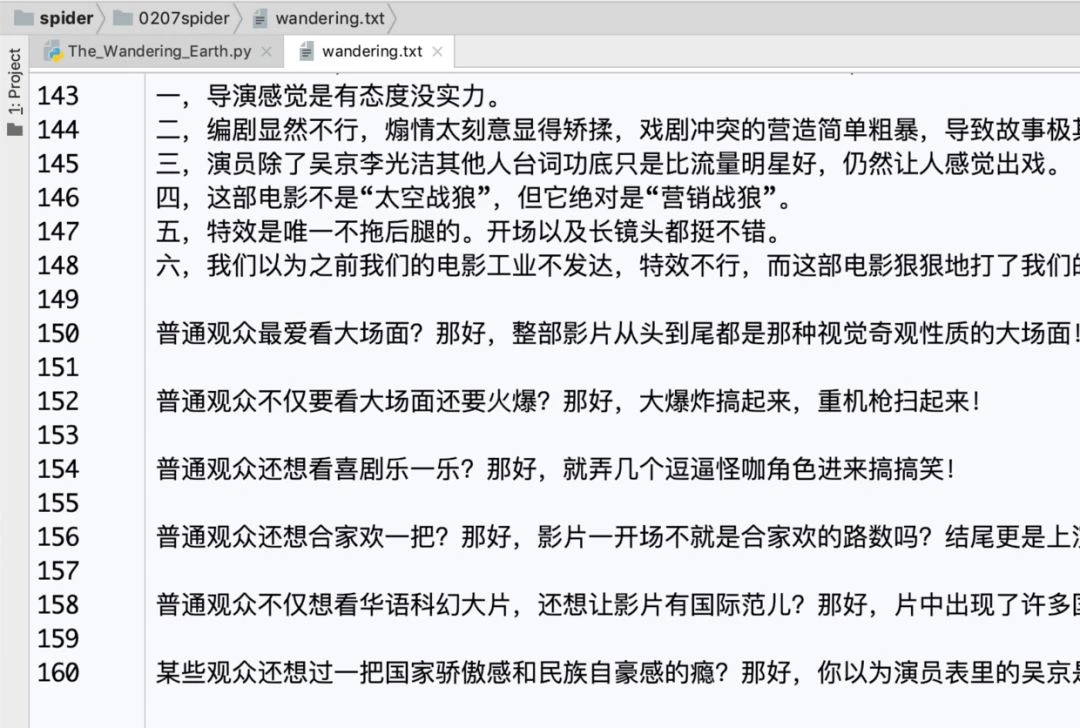 spider 0207spider wandering.txt
The_Wandering_Earth.py wandering.txt
1: Project
143 一，导演感觉是有态度没实力。
144 二，编剧显然不行，煽情太刻意显得矫揉，戏剧冲突的营造简单粗暴，导致故事极其
145 三，演员除了吴京李光洁其他人台词功底只是比流量明星好，仍然让人感觉出戏。
146 四，这部电影不是“太空战狼”，但它绝对是“营销战狼”。
147 五，特效是唯一不拖后腿的。开场以及长镜头都挺不错。
148 六，我们以为之前我们的电影工业不发达，特效不行，而这部电影狠狠地打了我们的
149
150 普通观众最爱看大场面？那好，整部影片从头到尾都是那种视觉奇观性质的大场面！
151
152 普通观众不仅要看大场面还要火爆？那好，大爆炸搞起来，重机枪扫起来！
153
154 普通观众还想看喜剧乐一乐？那好，就弄几个逗逼怪咖角色进来搞搞笑！
155
156 普通观众还想合家欢一把？那好，影片一开场不就是合家欢的路数吗？结尾更是上演
157
158 普通观众不仅想看华语科幻大片，还想让影片有国际范儿？那好，片中出现了许多国
159
160 某些观众还想过一把国家骄傲感和民族自豪感的瘾？那好，你以为演员表里的吴京是